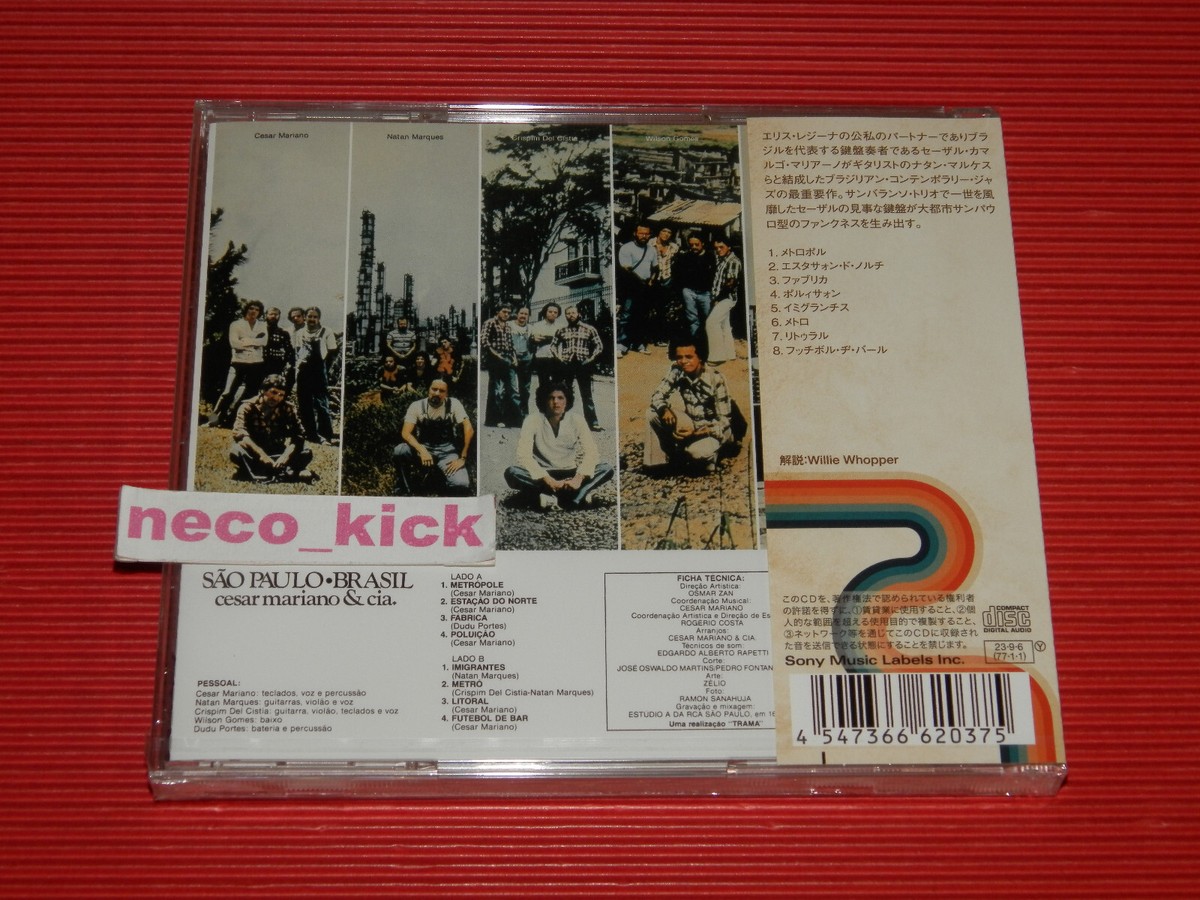 Cesar Mariano
Natan Marques
Crispim Del Cistia
Wilson Gomes
エリス・レジーナの公私のパートナーでありブラ
ジルを代表する鍵盤奏者であるセーザル・カマ
ルゴ・マリアーノがギタリストのナタン・マルケス
らと結成したブラジリアン・コンテンポラリー・ジャ
ズの最重要作。サンバランソ・トリオで一世を風
靡したセーザルの見事な鍵盤が大都市サンパウ
ロ型のファンクネスを生み出す。
1. メトロポル
2. エスタサォン・ド・ノルチ
3. ファブリカ
4. ポルィサォン
5. イミグランチス
6. メトロ
7. リトゥラル
8. フッチボル・ヂ・バール
解説:Willie Whopper
neco_kick
SÃO PAULO•BRASIL
cesar mariano & cia.
PESSOAL:
Cesar Mariano: teclados, voz e percussão
Natan Marques: guitarras, violão e voz
Crispim Del Cistia: guitarra, violão, teclados e voz
Wilson Gomes: baixo
Dudu Portes: bateria e percussão
LADO A
1. METRÓPOLE
(Cesar Mariano)
2. ESTAÇÃO DO NORTE
(Cesar Mariano)
3. FÁBRICA
(Dudu Portes)
4. POLUIÇÃO
(Cesar Mariano)
LADO B
1. IMIGRANTES
(Natan Marques)
2. METRÔ
(Crispim Del Cistia-Natan Marques)
3. LITORAL
(Cesar Mariano)
4. FUTEBOL DE BAR
(Cesar Mariano)
FICHA TECNICA:
Direção Artistica:
OSMAR ZAN
Coordenação Musical:
CESAR MARIANO
Coordenação Artistica e Direção de Es
ROGÉRIO COSTA
Arranjos:
CESAR MARIANO & CIA
Técnicos de som:
EDGARDO ALBERTO RAPETTI
Corte:
JOSÉ OSWALDO MARTINS/PEDRO FONTAN
Arte:
ZÉLIO
Foto:
RAMON SANAHUJA
Gravação e mixagem:
ESTÚDIO A DA RCA SÃO PAULO, em 16
Uma realização "TRAMA"
このCDを、著作権法で認められている権利者
の許諾を得ずに、①賃貸業に使用すること、②個
人的な範囲を超える使用目的で複製すること、
③ネットワーク等を通じてこのCDに収録され
た音を送信できる状態にすることを禁じます。
Sony Music Labels Inc.
COMPACT
disc
DIGITAL AUDIO
23・9・6 Y
(77・1・1)
4 547366 620375